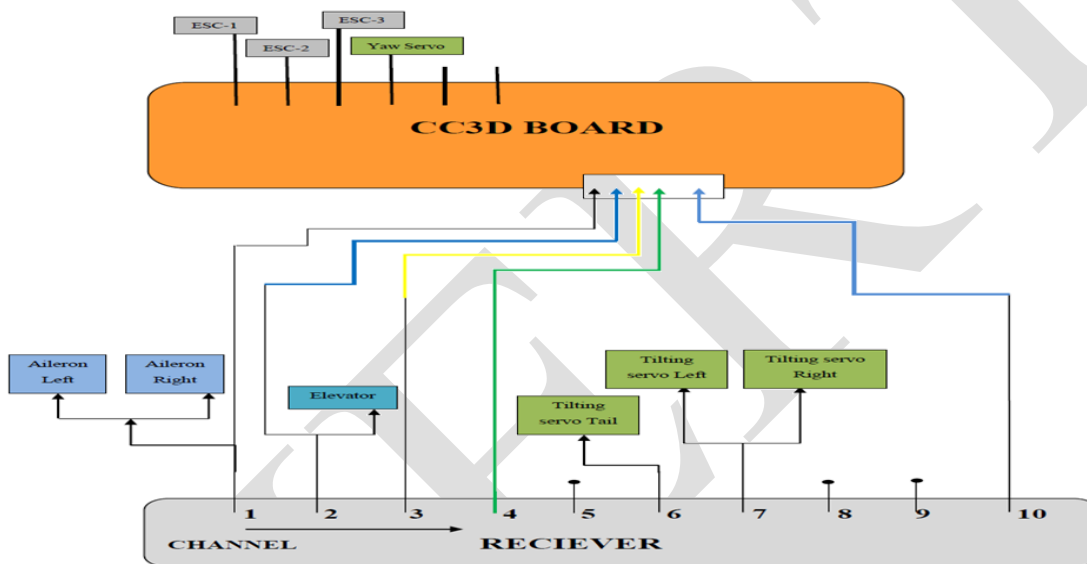 ESC-1
ESC-3
ESC-2
Yaw Servo
CC3D BOARD
Aileron
Left
Aileron
Right
Elevator
Tilting
servo Left
Tilting servo
Right
Tilting
servo Tail
1
2
3
4
5
6
7
8
9
10
CHANNEL
RECIEVER